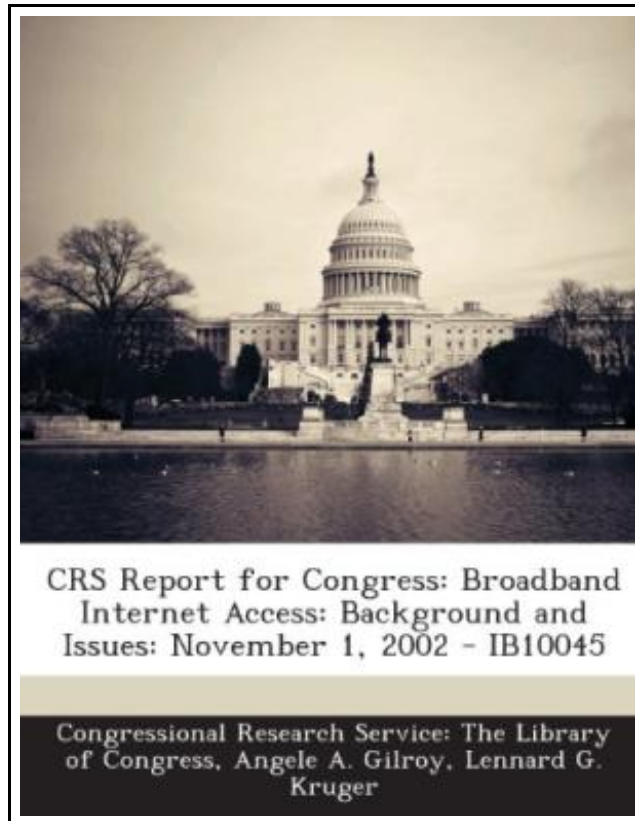 CRS Report for Congress: Broadband
Internet Access: Background and
Issues: November 1, 2002 - IB10045
Congressional Research Service: The Library
of Congress, Angele A. Gilroy, Lennard G.
Kruger